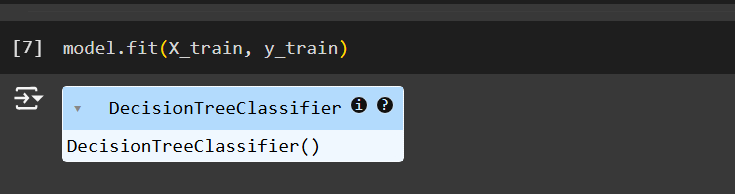 [7] model.fit(X_train, y_train)
DecisionTreeClassifier i ?
DecisionTreeClassifier()